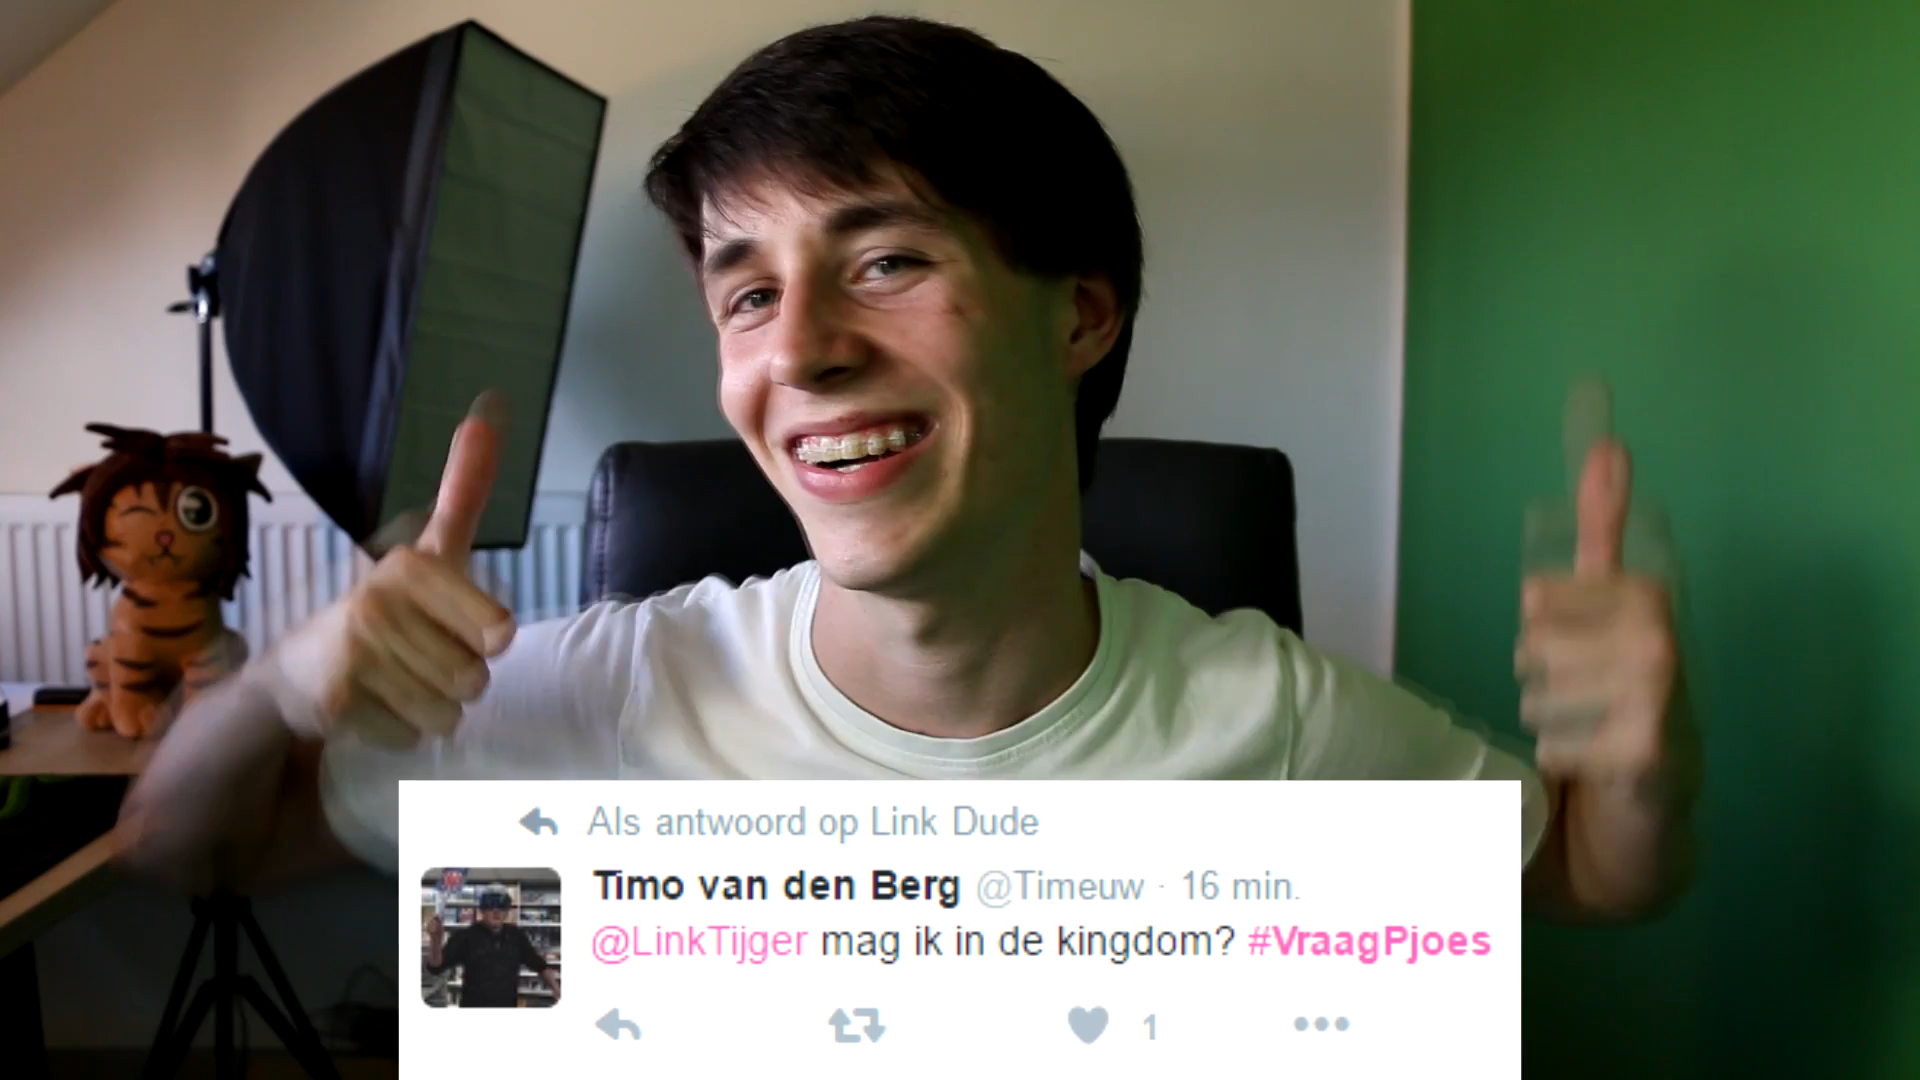 Als antwoord op Link Dude
Timo van den Berg @Timeuw · 16 min.
@LinkTijger mag ik in de kingdom? #VraagPjoes
1